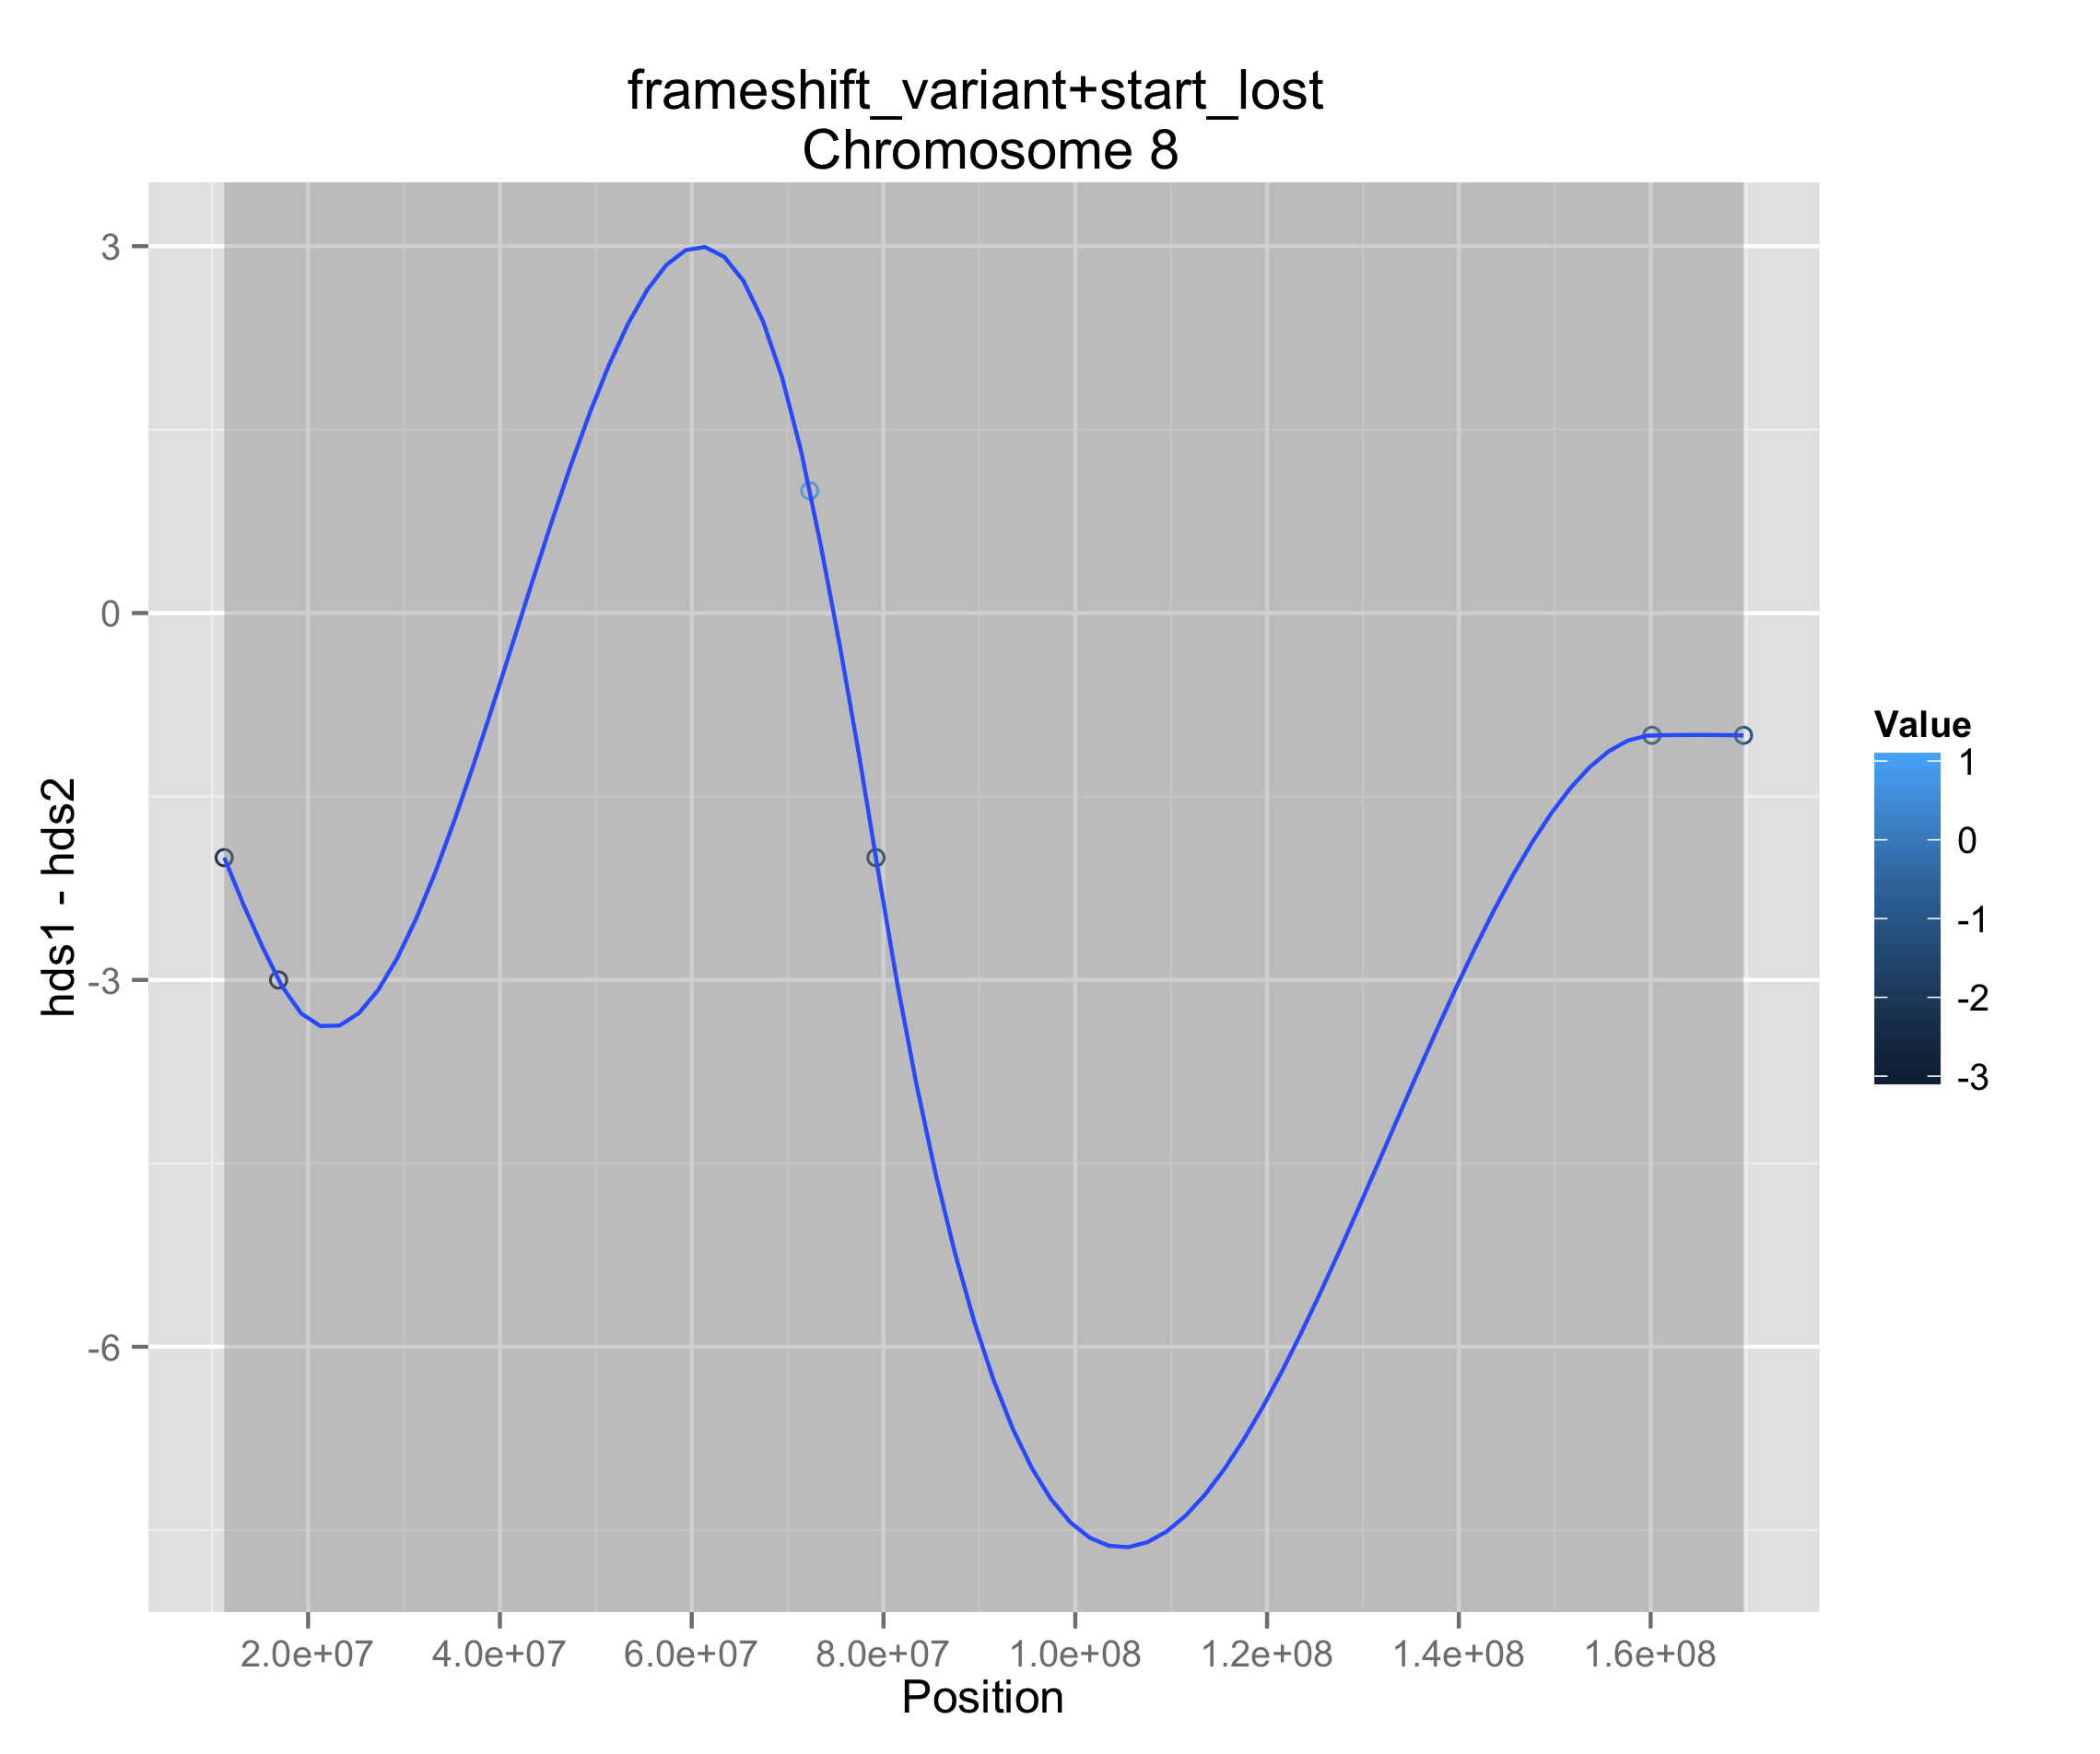 frameshift_variant+start_lost
Chromosome 8
3
0
-3
-6
hds1 - hds2
2.0e+07 4.0e+07 6.0e+07 8.0e+07 1.0e+08 1.2e+08 1.4e+08 1.6e+08
Position
Value
1
0
-1
-2
-3